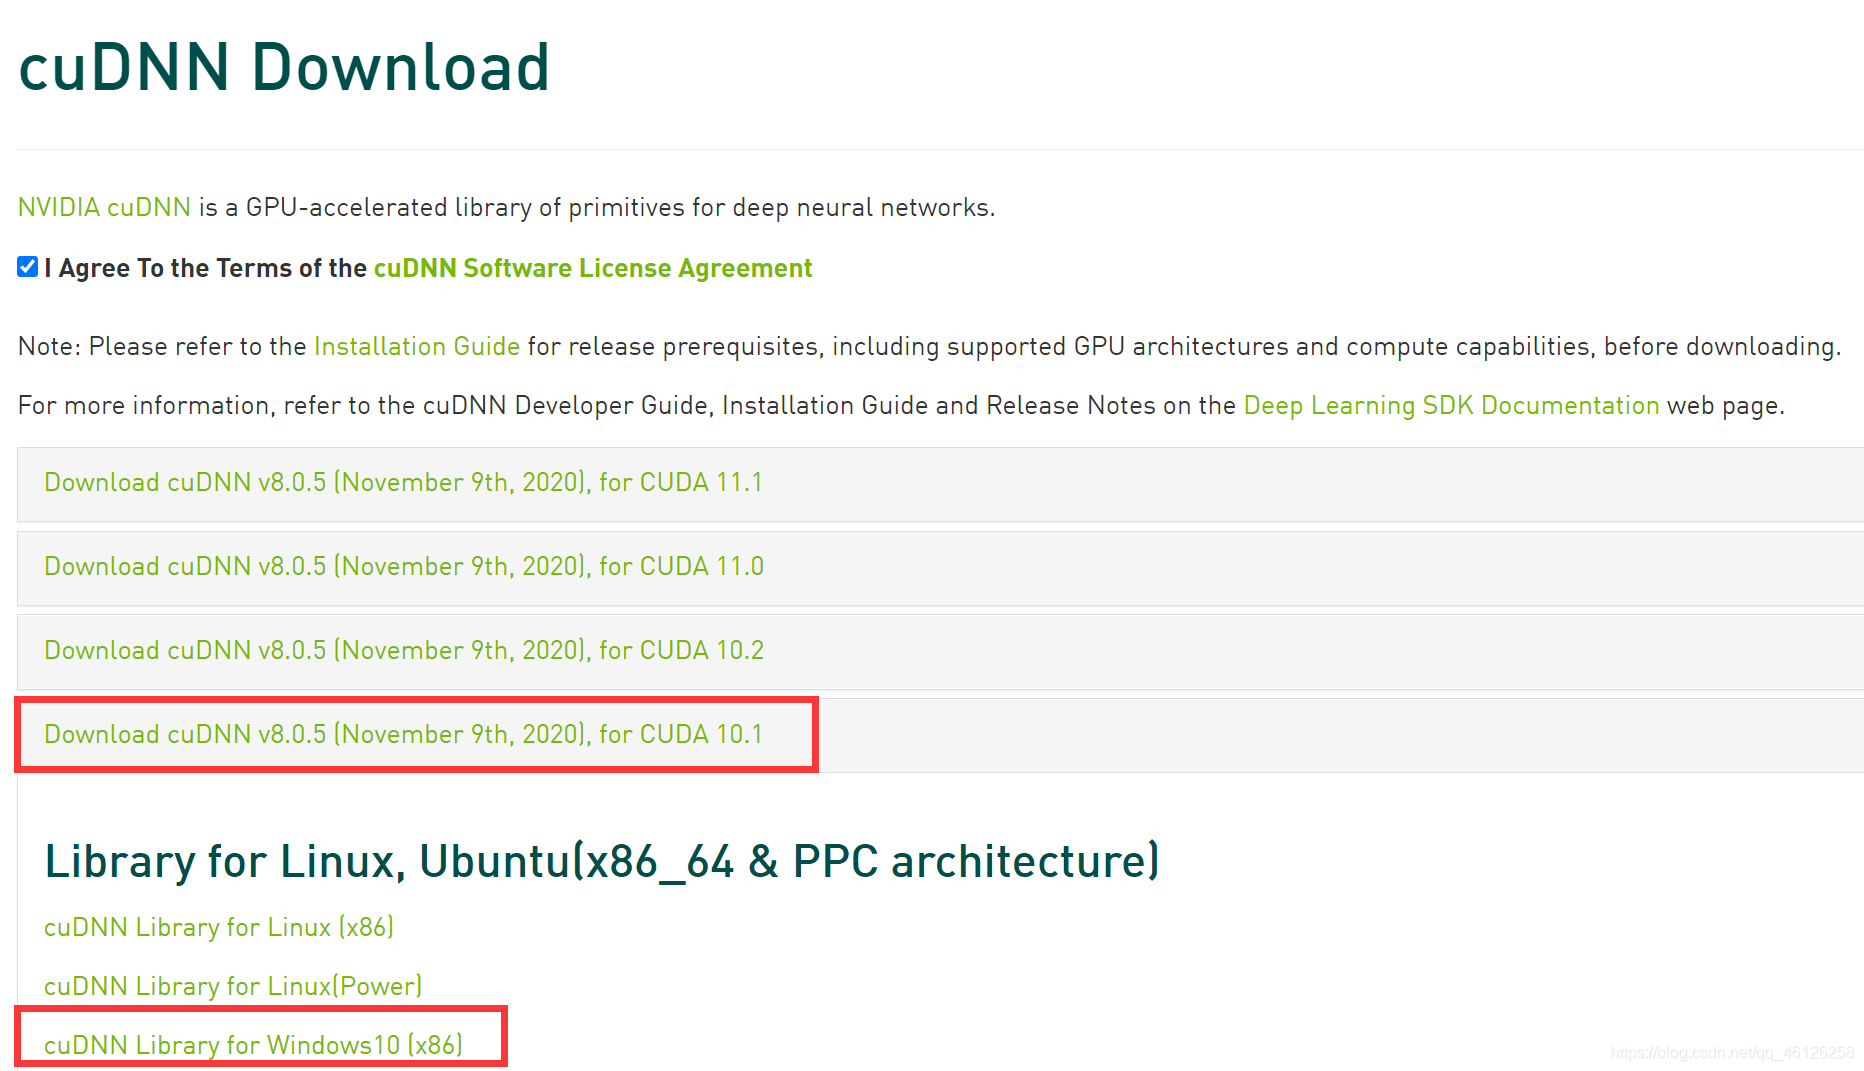 cuDNN Download
NVIDIA cuDNN is a GPU-accelerated library of primitives for deep neural networks.
I Agree To the Terms of the cuDNN Software License Agreement
Note: Please refer to the Installation Guide for release prerequisites, including supported GPU architectures and compute capabilities, before downloading.
For more information, refer to the cuDNN Developer Guide, Installation Guide and Release Notes on the Deep Learning SDK Documentation web page.
Download cuDNN v8.0.5 (November 9th, 2020), for CUDA 11.1
Download cuDNN v8.0.5 (November 9th, 2020), for CUDA 11.0
Download cuDNN v8.0.5 (November 9th, 2020), for CUDA 10.2
Download cuDNN v8.0.5 (November 9th, 2020), for CUDA 10.1
Library for Linux, Ubuntu(x86_64 & PPC architecture)
cuDNN Library for Linux (x86)
cuDNN Library for Linux(Power)
cuDNN Library for Windows10 (x86)
https://blog.csdn.net/qq_46126258